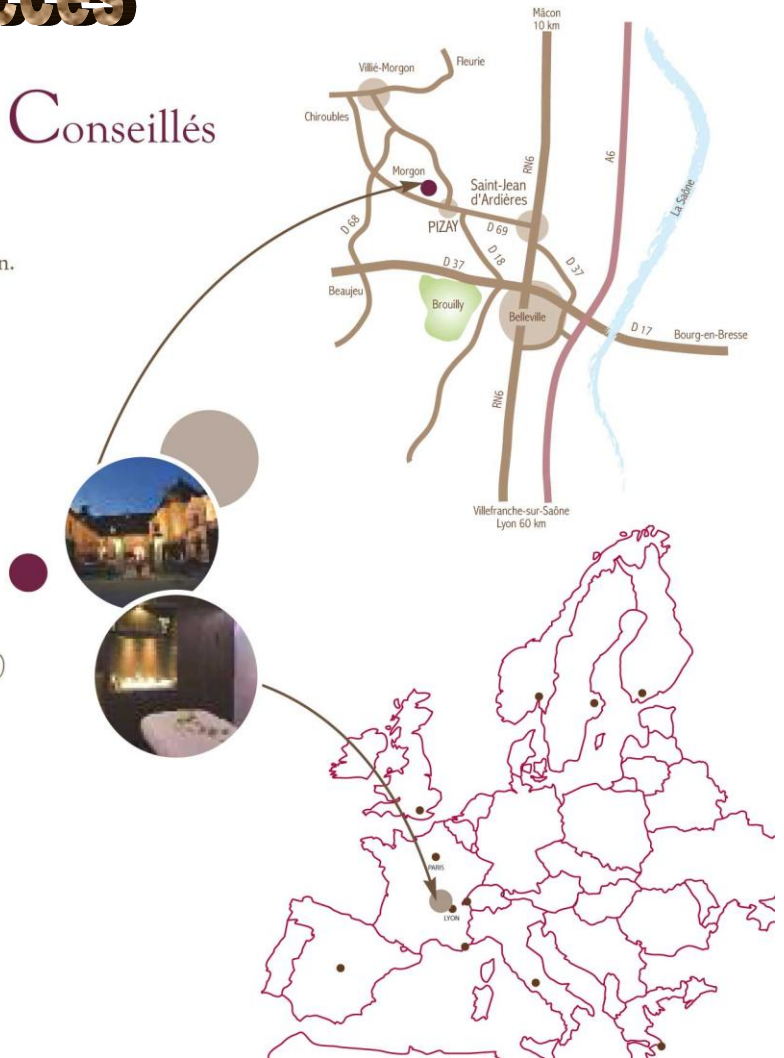 Conseillés
n.
)
Mâcon
10 km
Fleurie
Villié-Morgon
Chiroubles
RN6
A6
La Saône
Morgon
Saint-Jean
d'Ardières
PIZAY
D 69
D 68
D 18
D 37
D 37
Beaujeu
Brouilly
Belleville
D 17
Bourg-en-Bresse
RN6
Villefranche-sur-Saône
Lyon 60 km
PARIS
LYON